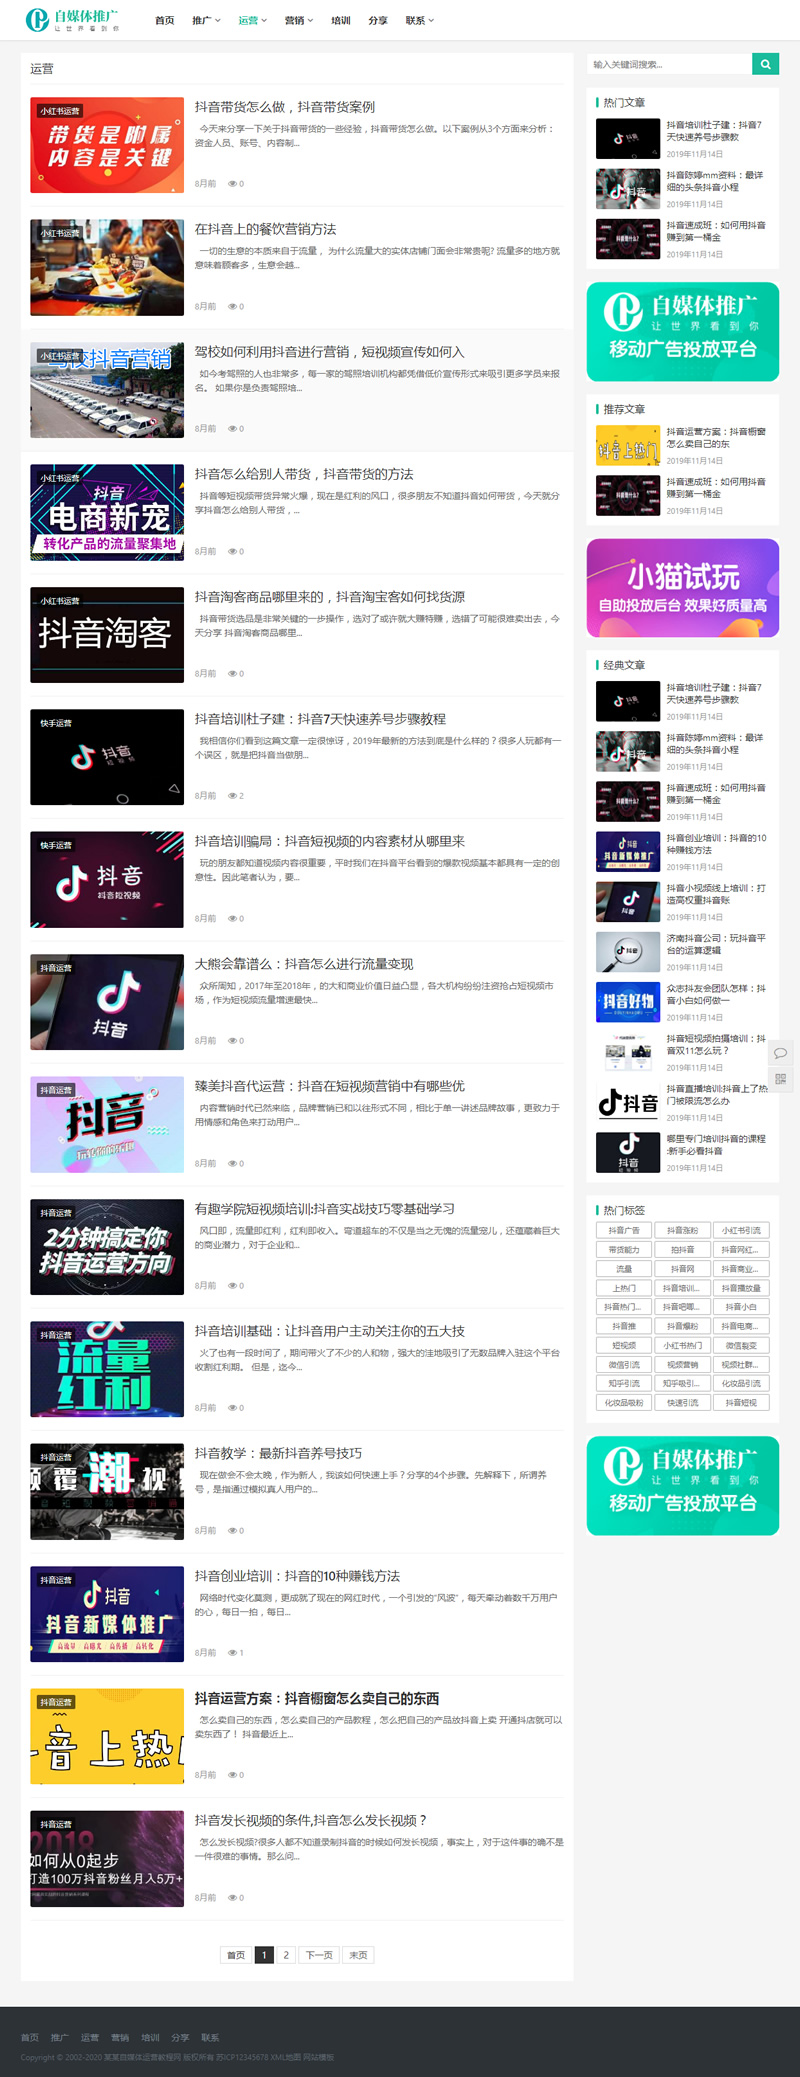 自媒体推广
让世界看到你
首页 推广 运营 营销 培训 分享 联系
运营
小红书运营
带货是附属
内容是关键
抖音带货怎么做，抖音带货案例
今天来分享一下关于抖音带货的一些经验，抖音带货怎么做。以下案例从3个方面来分析：
资金人员、账号、内容制...
8月前 0
小红书运营
在抖音上的餐饮营销方法
一切的生意的本质来自于流量，为什么流量大的实体店铺门面会非常贵呢? 流量多的地方就
意味着顾客多，生意会越...
8月前 0
小红书运营
驾校抖音营销
驾校如何利用抖音进行营销，短视频宣传如何入
如今考驾照的人也非常多，每一家的驾照培训机构都凭借低价宣传形式来吸引更多学员来报
名。 如果你是负责驾照培...
8月前 0
小红书运营
抖音
电商新宠
转化产品的流量聚集地
抖音怎么给别人带货，抖音带货的方法
抖音等短视频带货异常火爆，现在是红利的风口，很多朋友不知道抖音如何带货，今天就分
享抖音怎么给别人带货，...
8月前 0
小红书运营
抖音淘客
抖音淘客商品哪里来的，抖音淘宝客如何找货源
抖音带货选品是非常关键的一步操作，选对了或许就大赚特赚，选错了可能很难卖出去，今
天分享 抖音淘客商品哪里...
8月前 0
快手运营
抖音
短视频
抖音培训杜子建：抖音7天快速养号步骤教程
我相信你们看到这篇文章一定很惊讶，2019年最新的方法到底是什么样的？很多人玩都有一
个误区，就是把抖音当做朋...
8月前 2
快手运营
抖音
抖音短视频
抖音培训骗局：抖音短视频的内容素材从哪里来
玩的朋友都知道视频内容很重要，平时我们在抖音平台看到的爆款视频基本都具有一定的创
意性。因此笔者认为，要...
8月前 0
抖音运营
抖音
大熊会靠谱么：抖音怎么进行流量变现
众所周知，2017年至2018年，的大和商业价值日益凸显，各大机构纷纷注资抢占短视频市
场，作为短视频流量增速最快...
8月前 0
抖音运营
抖音
臻美抖音代运营：抖音在短视频营销中有哪些优
内容营销时代已然来临，品牌营销已和以往形式不同，相比于单一讲述品牌故事，更致力于
用情感和角色来打动用户...
8月前 0
抖音运营
2分钟搞定你
抖音运营方向
有趣学院短视频培训:抖音实战技巧零基础学习
风口即，流量即红利，红利即收入。弯道超车的不仅是当之无愧的流量宠儿，还蕴藏着巨大
的商业潜力，对于企业和...
8月前 0
抖音运营
流量
红利
抖音培训基础：让抖音用户主动关注你的五大技
火了也有一段时间了，期间带火了不少的人和物，强大的洼地吸引了无数品牌入驻这个平台
收割红利期。 但是，迄今...
8月前 0
抖音运营
覆潮视
抖音教学：最新抖音养号技巧
现在做会不会太晚，作为新人，我该如何快速上手？分享的4个步骤。先解释下，所谓养
号，是指通过模拟真人用户的...
8月前 0
抖音运营
抖音
抖音新媒体推广
高流量 高曝光 高传播 高转化
抖音创业培训：抖音的10种赚钱方法
网络时代变化莫测，更成就了现在的网红时代，一个引发的“风波”，每天牵动着数千万用户
的心，每日一拍，每日...
8月前 1
抖音运营
音上热
抖音运营方案：抖音橱窗怎么卖自己的东西
怎么卖自己的东西，怎么卖自己的产品教程，怎么把自己的产品放抖音上卖 开通抖店就可以
卖东西了！ 抖音最近上...
8月前 0
抖音运营
2018
如何从0起步
打造100万抖音粉丝月入5万+
抖音发长视频的条件,抖音怎么发长视频？
怎么发长视频?很多人都不知道录制抖音的时候如何发长视频，事实上，对于这件事的确不是
一件很难的事情。那么问...
8月前 0
首页 1 2 下一页 末页
输入关键词搜索...
热门文章
抖音培训杜子建：抖音7
天快速养号步骤教
2019年11月14日
抖音陈婷mm资料：最详
细的头条抖音小程
2019年11月14日
抖音速成班：如何用抖音
赚到第一桶金
2019年11月14日
自媒体推广
让世界看到你
移动广告投放平台
推荐文章
抖音上热门
抖音运营方案：抖音橱窗
怎么卖自己的东
2019年11月14日
抖音速成班：如何用抖音
赚到第一桶金
2019年11月14日
小猫试玩
自助投放后台 效果好质量高
经典文章
抖音培训杜子建：抖音7
天快速养号步骤教
2019年11月14日
抖音陈婷mm资料：最详
细的头条抖音小程
2019年11月14日
抖音速成班：如何用抖音
赚到第一桶金
2019年11月14日
抖音新媒体推广
抖音创业培训：抖音的10
种赚钱方法
2019年11月14日
抖音
抖音小视频线上培训：打
造高权重抖音账
2019年11月14日
抖音
济南抖音公司：玩抖音平
台的运算逻辑
2019年11月14日
抖音好物
众志抖友会团队怎样：抖
音小白如何做一
2019年11月14日
抖音短视频拍摄培训：抖
音双11怎么玩？
2019年11月14日
抖音
抖音直播培训|抖音上了热
门被限流怎么办
2019年11月14日
抖音
哪里专门培训抖音的课程
:新手必看抖音
2019年11月14日
热门标签
抖音广告 抖音涨粉 小红书引流
带货能力 拍抖音 抖音网红...
流量 抖音网 抖音商业...
上热门 抖音培训... 抖音播放量
抖音热门... 抖音吧唧... 抖音小白
抖音推 抖音爆粉 抖音电商...
短视频 小红书热门 微信裂变
微信引流 视频营销 视频社群...
知乎引流 知乎吸引... 化妆品引流
化妆品吸粉 快速引流 抖音短视
自媒体推广
让世界看到你
移动广告投放平台
首页 推广 运营 营销 培训 分享 联系
Copyright © 2002-2020 某某自媒体运营教程网 版权所有 苏ICP12345678 XML地图 网站模板